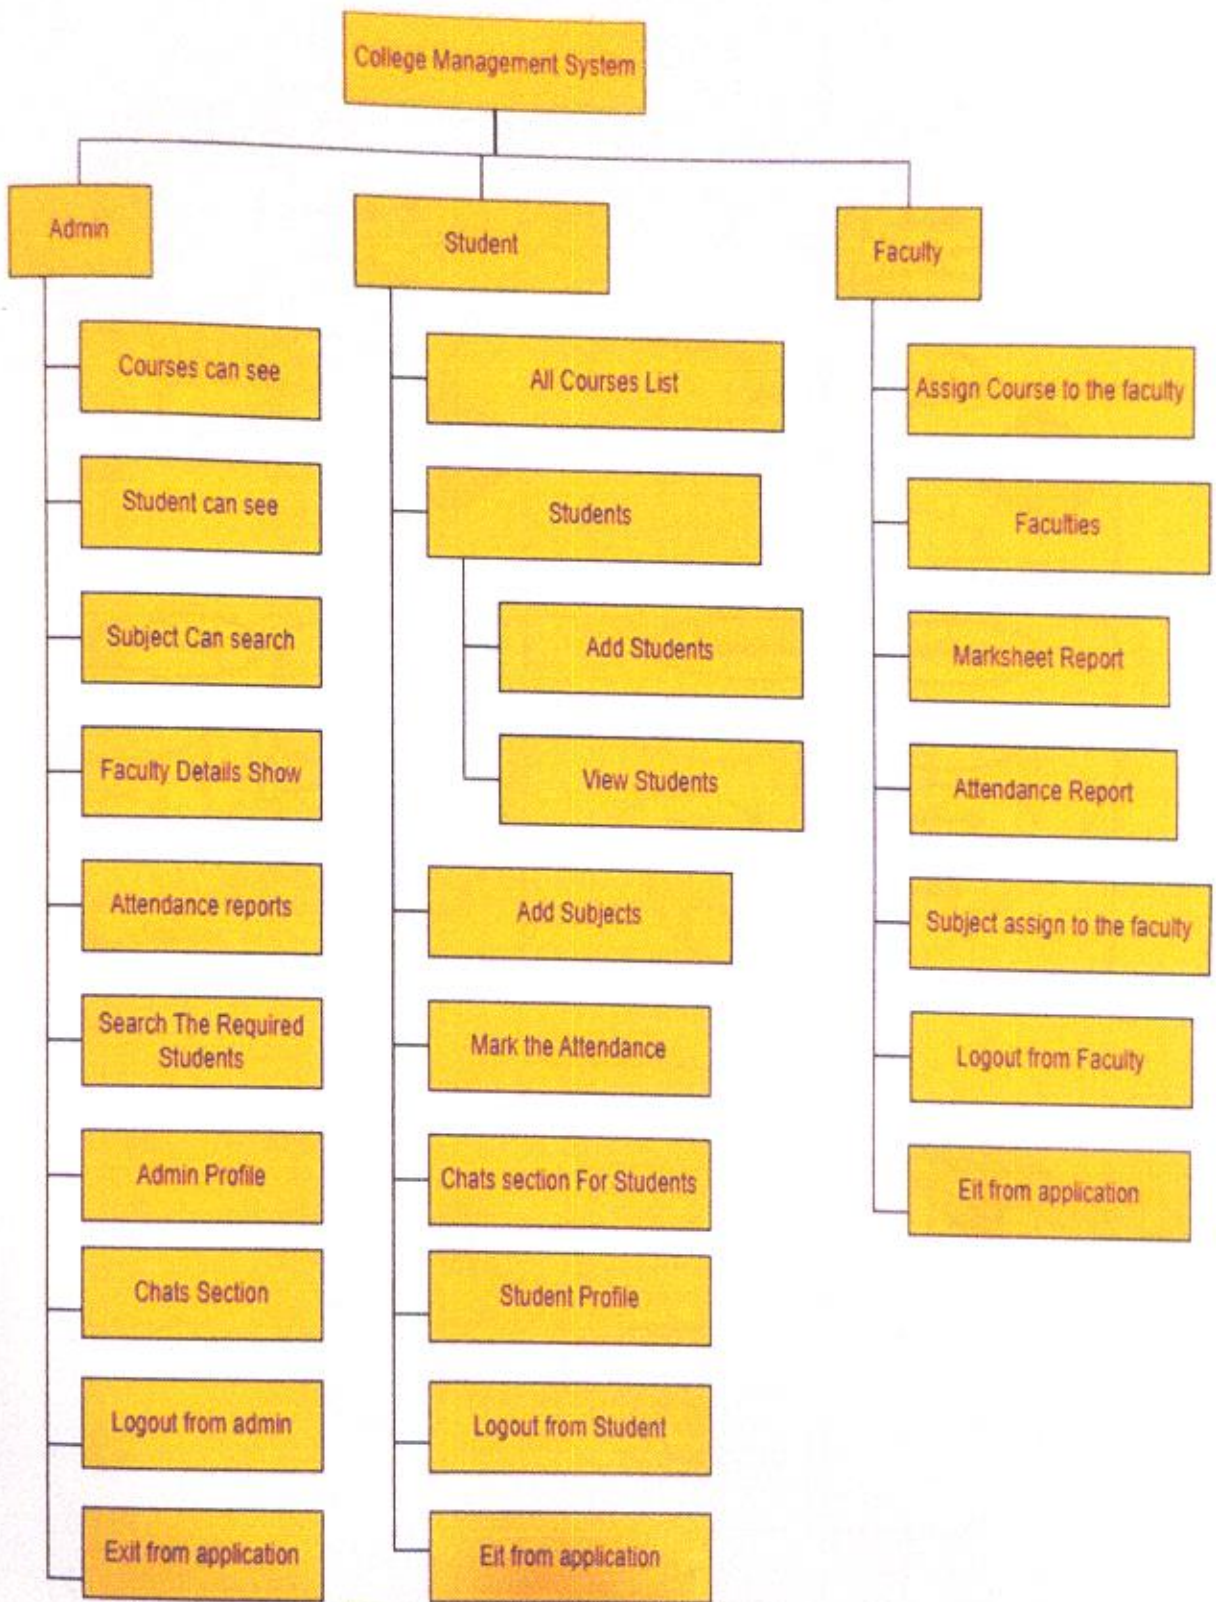 College Management System
Admin
Student
Faculty
Courses can see
Student can see
Subject Can search
Faculty Details Show
Attendance reports
Search The Required
Students
Admin Profile
Chats Section
Logout from admin
Exit from application
All Courses List
Students
Add Students
View Students
Add Subjects
Mark the Attendance
Chats section For Students
Student Profile
Logout from Student
Eit from application
Assign Course to the faculty
Faculties
Marksheet Report
Attendance Report
Subject assign to the faculty
Logout from Faculty
Eit from application